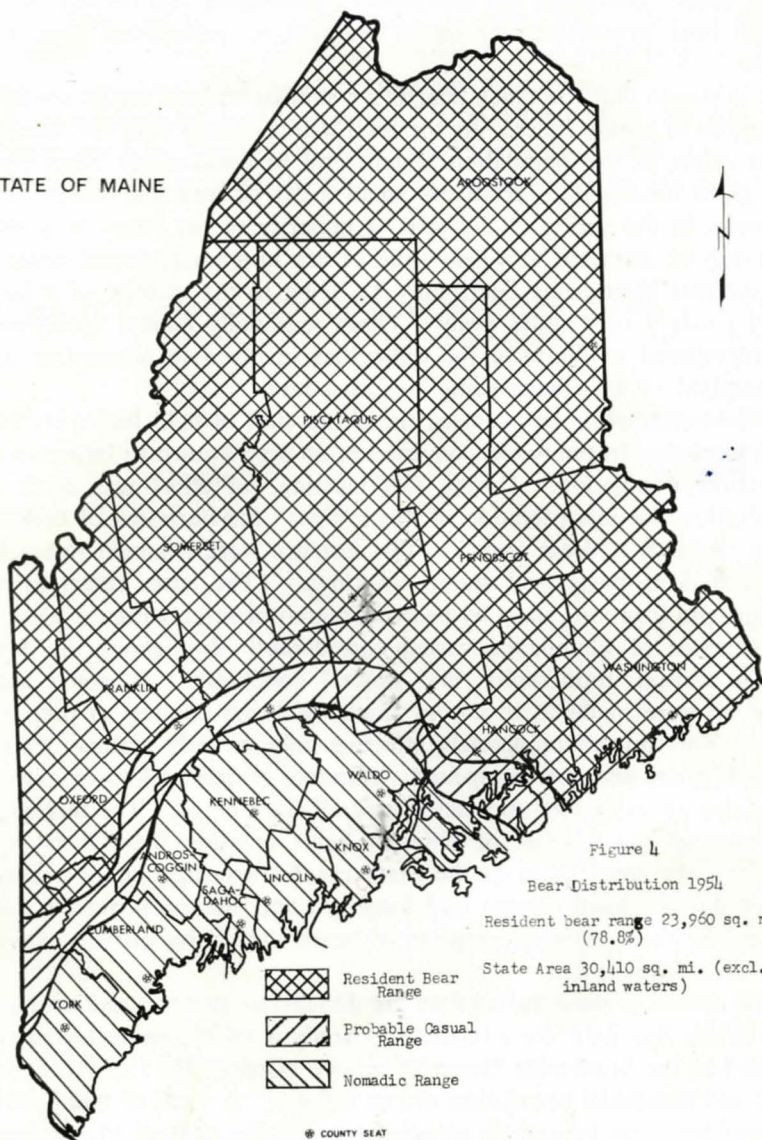 TATE OF MAINE
N
AROOSTOOK
PISCATAQUIS
SOMERSET
PENOBSCOT
FRANKLIN
WASHINGTON
HANCOCK
OXFORD
WALDO
KENNEBEC
ANDROS-
COGGIN
KNOX
LINCOLN
SAGA-
DAHOC
CUMBERLAND
YORK
Figure 4
Bear Distribution 1954
Resident bear range 23,960 sq. m
(78.8%)
State Area 30,410 sq. mi. (excl.
inland waters)
Resident Bear
Range
Probable Casual
Range
Nomadic Range
COUNTY SEAT